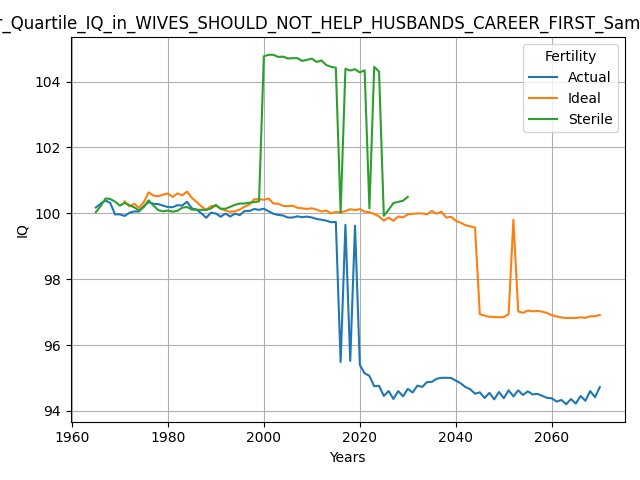 r_Quartile_IQ_in_WIVES_SHOULD_NOT_HELP_HUSBANDS_CAREER_FIRST_Sam
Fertility
Actual
Ideal
Sterile
104
102
100
98
96
94
IQ
1960
1980
2000
2020
2040
2060
Years